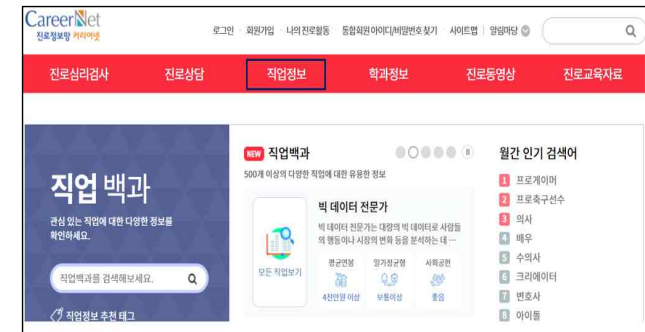 CareerNet
진로정보망 커리어넷
로그인 회원가입 나의진로활동 통합회원아이디/비밀번호찾기 사이트맵 알림마당
진로심리검사 진로상담 직업정보 학과정보 진로동영상 진로교육자료
직업 백과
관심 있는 직업에 대한 다양한 정보를
확인하세요.
직업백과를 검색해보세요.
직업정보 추천 태그
NEW 직업백과
500개 이상의 다양한 직업에 대한 유용한 정보
모든 직업보기
빅 데이터 전문가
빅 데이터 전문가는 대량의 빅 데이터로 사람들
의 행동이나 시장의 변화 등을 분석하는 데 …
평균연봉 일가정균형 사회공헌
4천만원 이상 보통이상 좋음
월간 인기 검색어
1 프로게이머
2 프로축구선수
3 의사
4 배우
5 수의사
6 크리에이터
7 변호사
8 아이돌